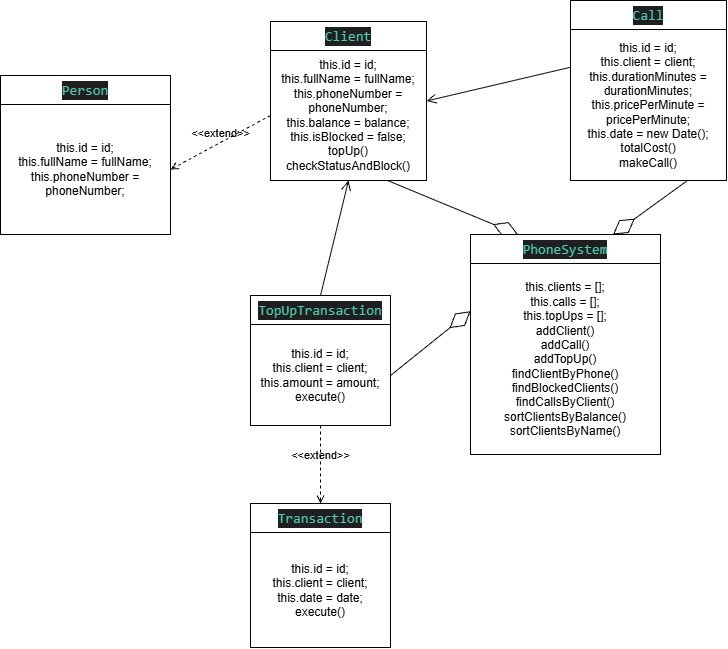 Client
this.id = id;
this.fullName = fullName;
this.phoneNumber =
phoneNumber;
this.balance = balance;
this.isBlocked = false;
topUp()
checkStatusAndBlock()
Call
this.id = id;
this.client = client;
this.durationMinutes =
durationMinutes;
this.pricePerMinute =
pricePerMinute;
this.date = new Date();
totalCost()
makeCall()
Person
this.id = id;
this.fullName = fullName;
this.phoneNumber =
phoneNumber;
<<extend>>
PhoneSystem
this.clients = [];
this.calls = [];
this.topUps = [];
addClient()
addCall()
addTopUp()
findClientByPhone()
findBlockedClients()
findCallsByClient()
sortClientsByBalance()
sortClientsByName()
TopUpTransaction
this.id = id;
this.client = client;
this.amount = amount;
execute()
<<extend>>
Transaction
this.id = id;
this.client = client;
this.date = date;
execute()